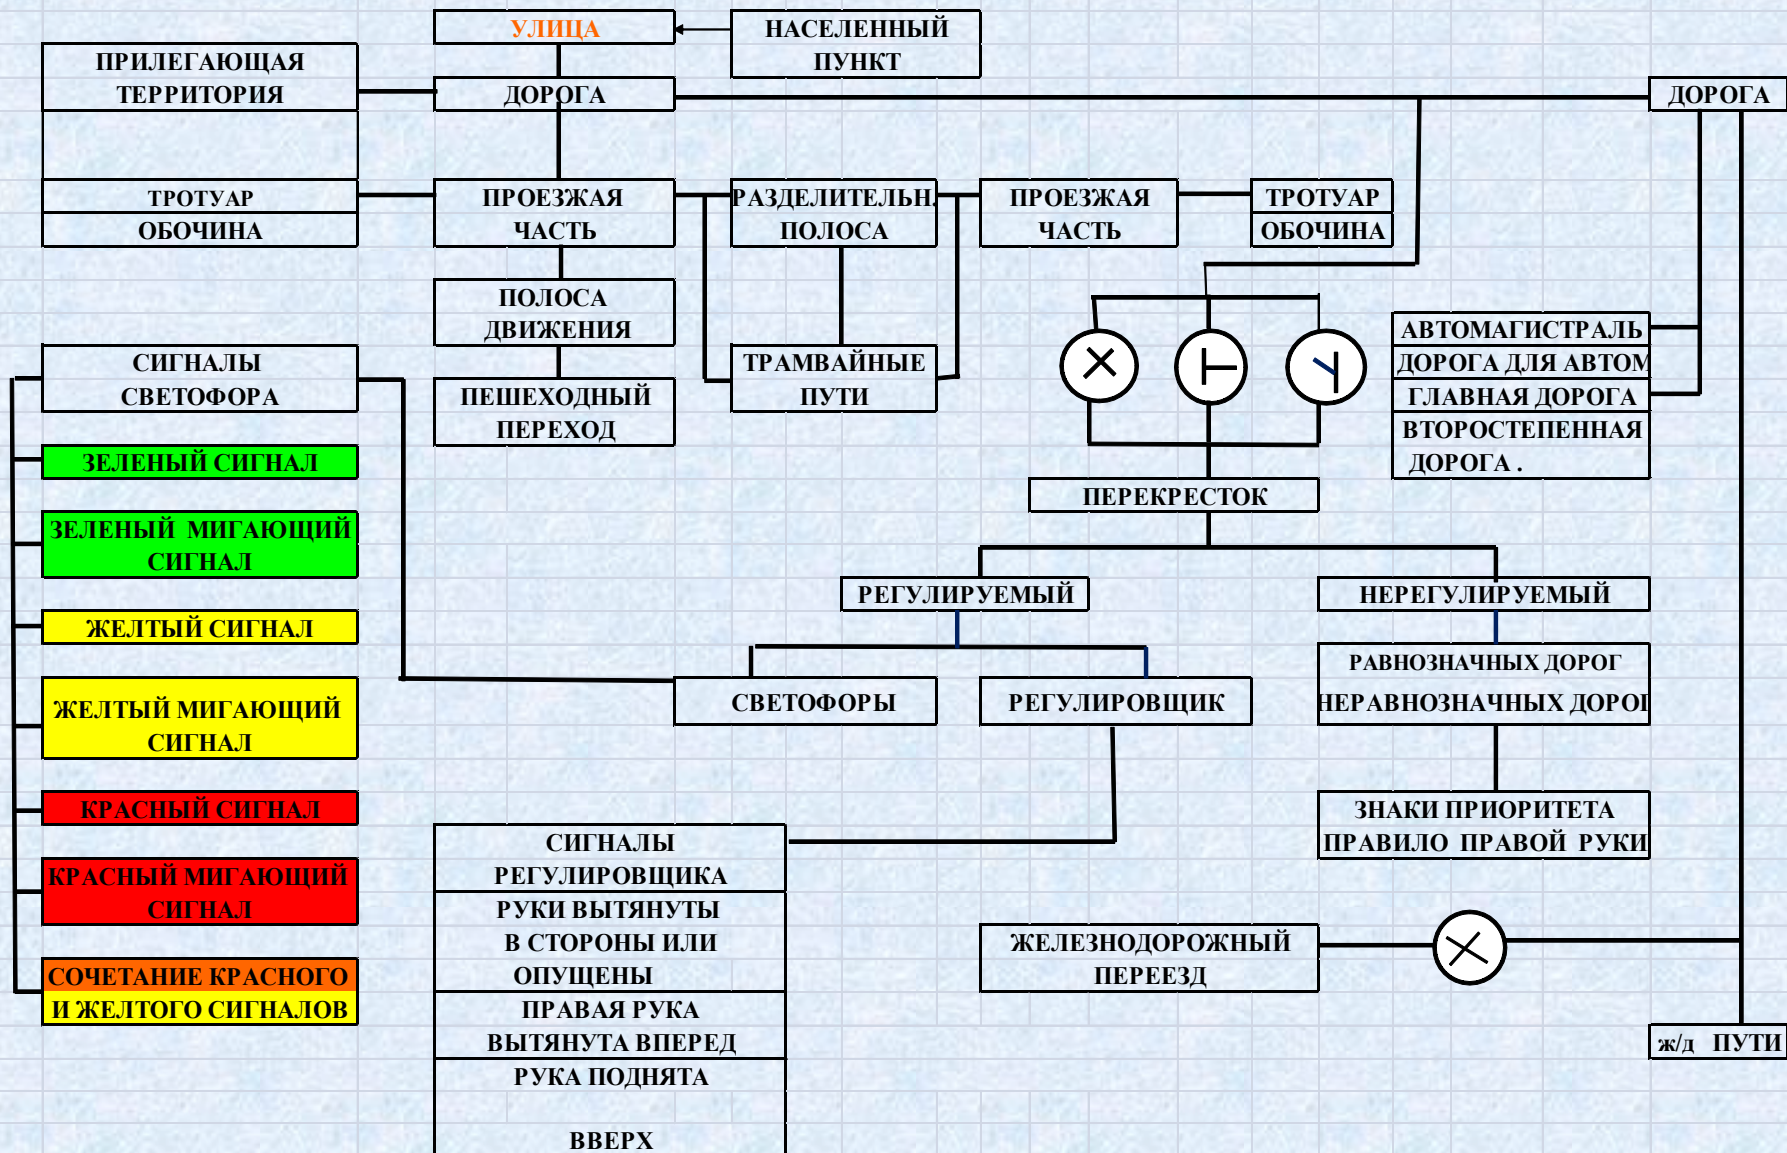 УЛИЦА
НАСЕЛЕННЫЙ
ПУНКТ
ПРИЛЕГАЮЩАЯ
ТЕРРИТОРИЯ
ДОРОГА
ДОРОГА
ТРОТУАР
ОБОЧИНА
ПРОЕЗЖАЯ
ЧАСТЬ
РАЗДЕЛИТЕЛЬН.
ПОЛОСА
ПРОЕЗЖАЯ
ЧАСТЬ
ТРОТУАР
ОБОЧИНА
ПОЛОСА
ДВИЖЕНИЯ
ПЕШЕХОДНЫЙ
ПЕРЕХОД
ТРАМВАЙНЫЕ
ПУТИ
АВТОМАГИСТРАЛЬ
ДОРОГА ДЛЯ АВТОМ
ГЛАВНАЯ ДОРОГА
ВТОРОСТЕПЕННАЯ
ДОРОГА .
СИГНАЛЫ
СВЕТОФОРА
ЗЕЛЕНЫЙ СИГНАЛ
ЗЕЛЕНЫЙ МИГАЮЩИЙ
СИГНАЛ
ЖЕЛТЫЙ СИГНАЛ
ЖЕЛТЫЙ МИГАЮЩИЙ
СИГНАЛ
КРАСНЫЙ СИГНАЛ
КРАСНЫЙ МИГАЮЩИЙ
СИГНАЛ
СОЧЕТАНИЕ КРАСНОГО
И ЖЕЛТОГО СИГНАЛОВ
ПЕРЕКРЕСТОК
РЕГУЛИРУЕМЫЙ
НЕРЕГУЛИРУЕМЫЙ
СВЕТОФОРЫ
РЕГУЛИРОВЩИК
РАВНОЗНАЧНЫХ ДОРОГ
НЕРАВНОЗНАЧНЫХ ДОРОГ
ЗНАКИ ПРИОРИТЕТА
ПРАВИЛО ПРАВОЙ РУКИ
СИГНАЛЫ
РЕГУЛИРОВЩИКА
РУКИ ВЫТЯНУТЫ
В СТОРОНЫ ИЛИ
ОПУЩЕНЫ
ПРАВАЯ РУКА
ВЫТЯНУТА ВПЕРЕД
РУКА ПОДНЯТА
ВВЕРХ
ЖЕЛЕЗНОДОРОЖНЫЙ
ПЕРЕЕЗД
ж/д ПУТИ